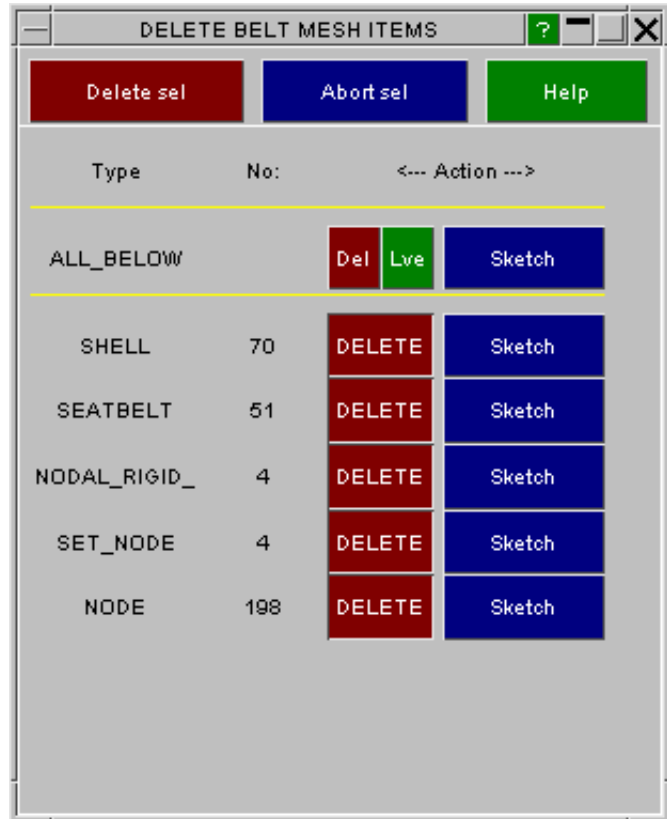 DELETE BELT MESH ITEMS ?
Delete sel Abort sel Help
Type No: <--- Action --->
ALL_BELOW Del Lve Sketch
SHELL 70 DELETE Sketch
SEATBELT 51 DELETE Sketch
NODAL_RIGID_ 4 DELETE Sketch
SET_NODE 4 DELETE Sketch
NODE 198 DELETE Sketch